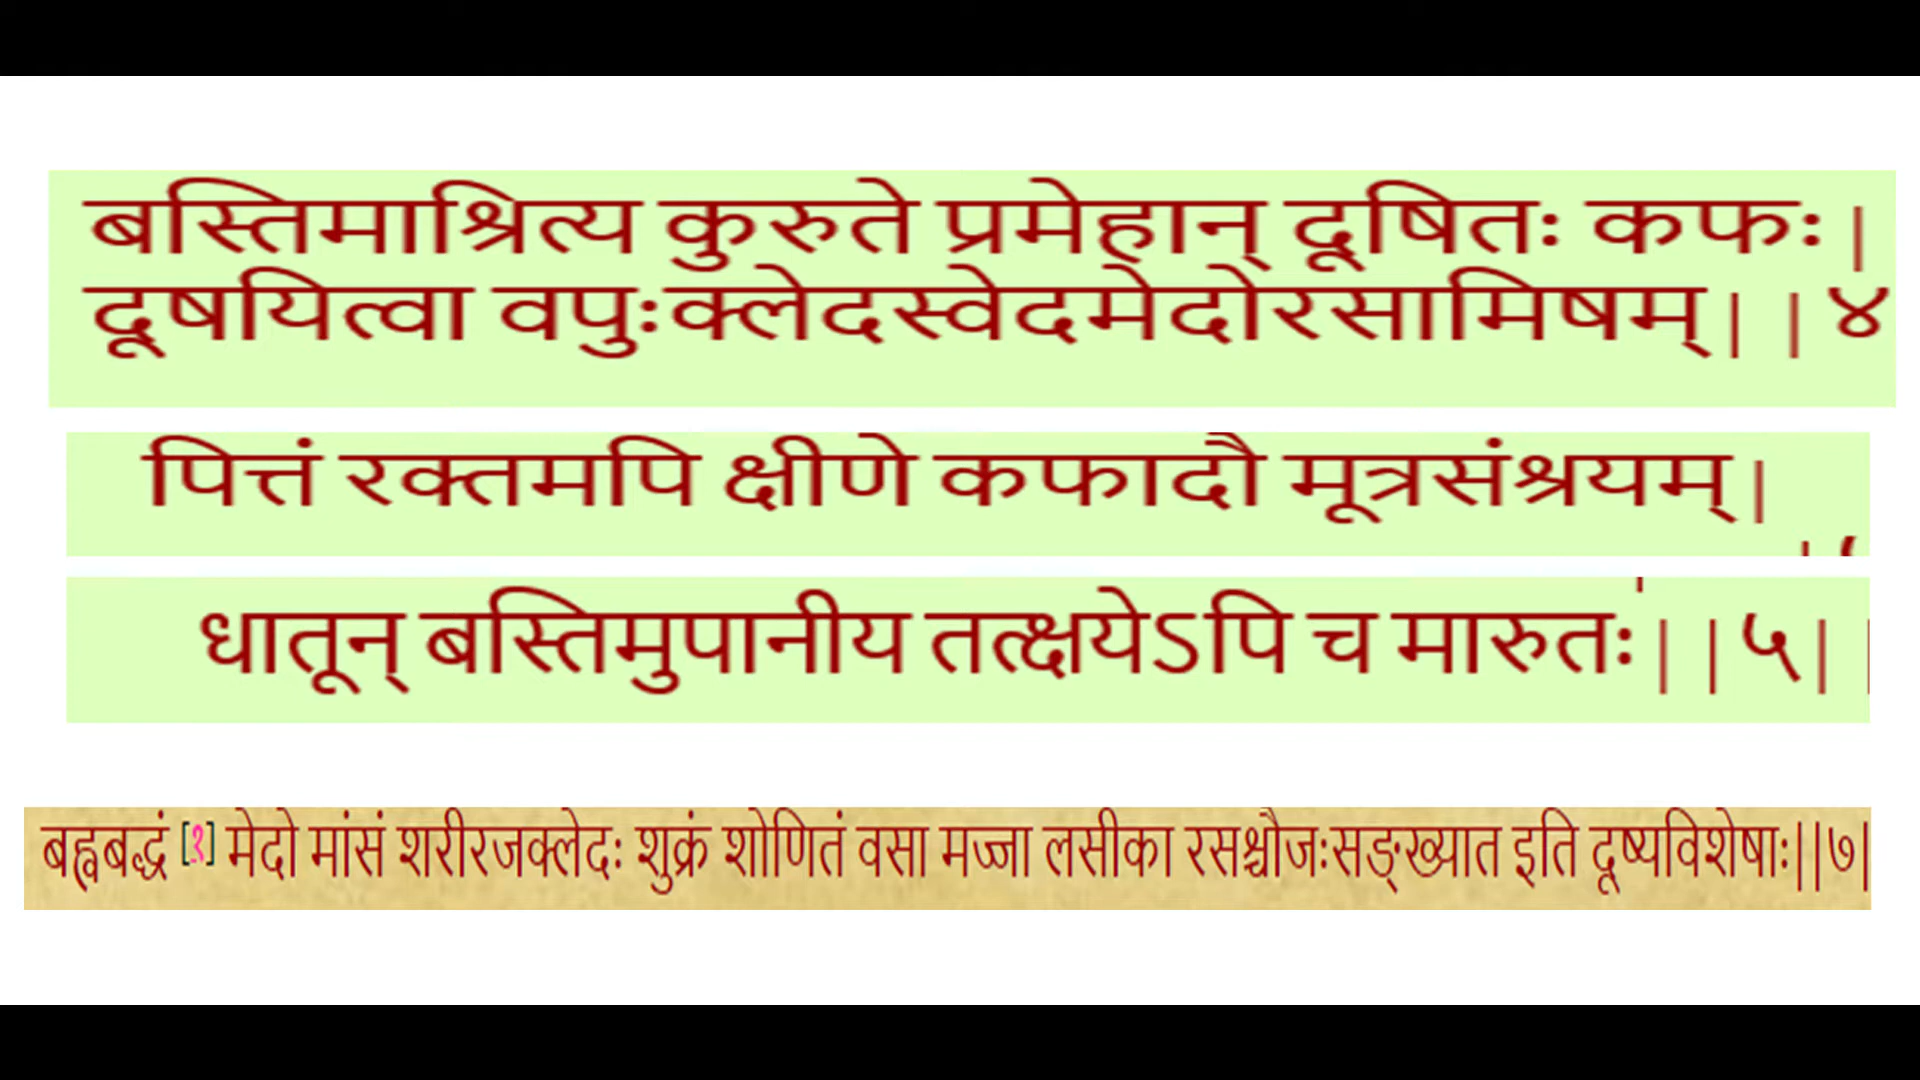 बस्तिमाश्रित्य कुरुते प्रमेहान् दूषितः कफः|
दूषयित्वा वपुःक्लेदस्वेदमेदोरसामिषम्| |४
पित्तं रक्तमपि क्षीणे कफादौ मूत्रसंश्रयम्|
धातून् बस्तिमुपानीय तत्क्षयेऽपि च मारुतः| |५|
बह्वबद्धं [१] मेदो मांसं शरीरजक्लेदः शुक्रं शोणितं वसा मज्जा लसीका रसश्चौजःसङ्ख्यात इति दूष्यविशेषाः||७|